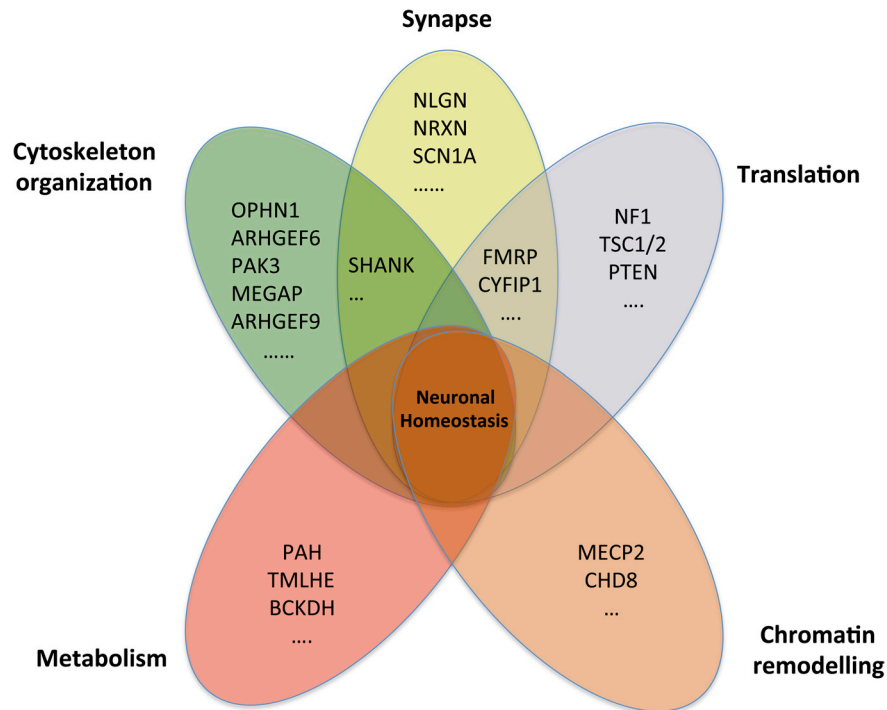 Synapse
NLGN
NRXN
SCN1A
......
Cytoskeleton
organization
OPHN1
ARHGEF6
PAK3
MEGAP
ARHGEF9
......
SHANK
...
FMRP
CYFIP1
....
Translation
NF1
TSC1/2
PTEN
....
Neuronal
Homeostasis
PAH
TMLHE
BCKDH
....
Metabolism
MECP2
CHD8
...
Chromatin
remodelling